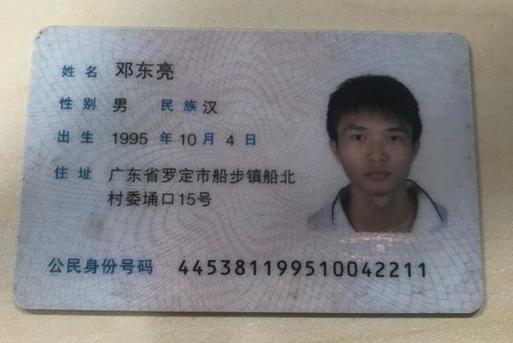 姓名 邓东亮
性别 男 民族 汉
出生 1995 年 10 月 4 日
住址 广东省罗定市船步镇船北
村委埇口15号
公民身份号码 445381199510042211